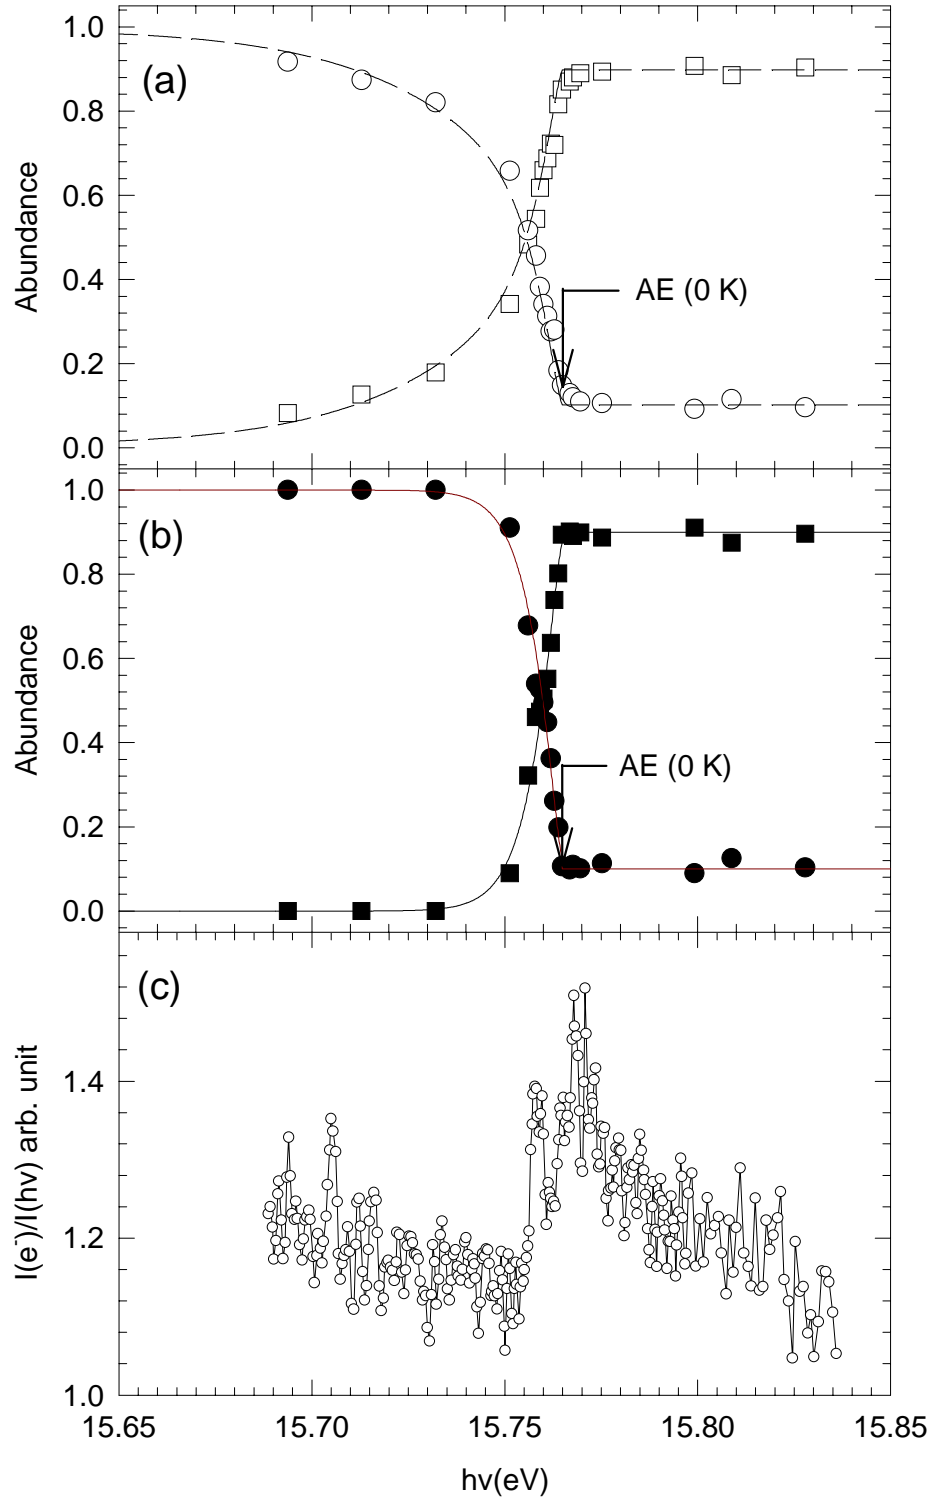 1.0
(a)
0.8
0.6
0.4
AE (0 K)
0.2
0.0
Abundance
1.0
(b)
0.8
0.6
0.4
AE (0 K)
0.2
0.0
Abundance
(c)
1.4
1.2
1.0
I(e⁻)/I(hν) arb. unit
15.65 15.70 15.75 15.80 15.85
hν(eV)